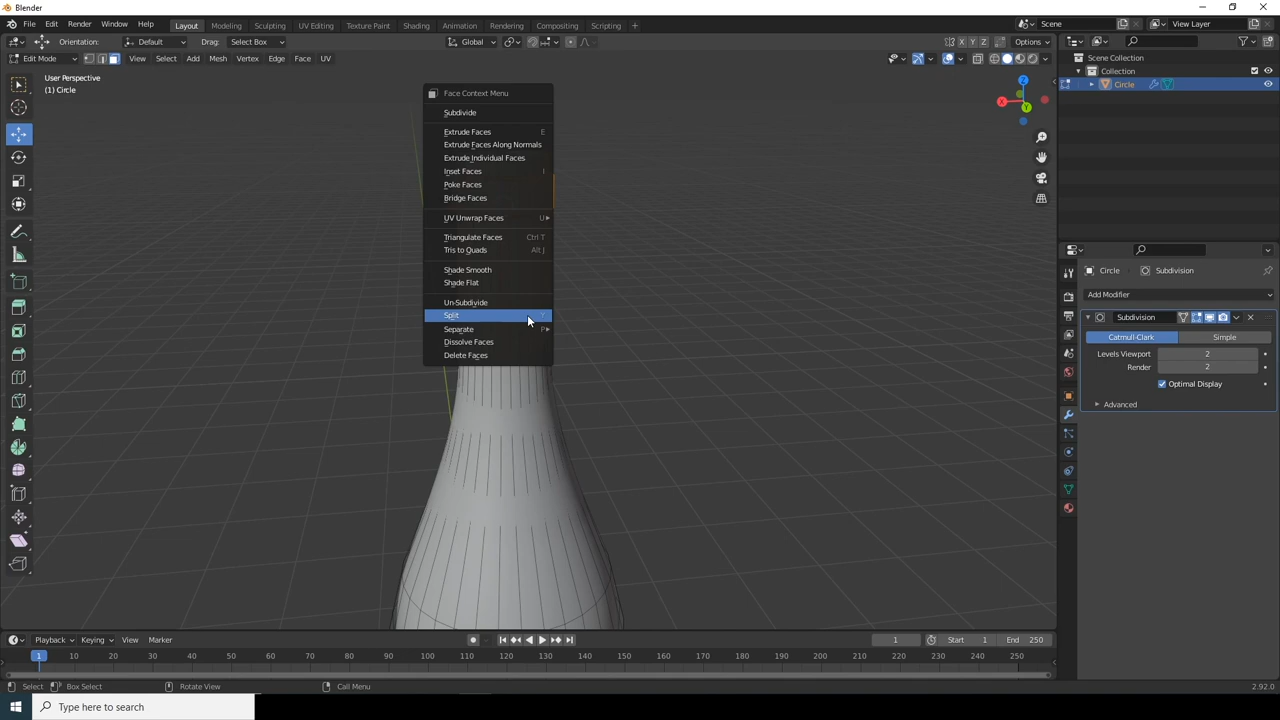 Blender
File Edit Render Window Help Layout Modeling Sculpting UV Editing Texture Paint Shading Animation Rendering Compositing Scripting + Scene View Layer
Orientation: Default Drag: Select Box Global X Y Z Options
Edit Mode View Select Add Mesh Vertex Edge Face UV
User Perspective
(1) Circle
Z
X
Y
Face Context Menu
Subdivide
Extrude Faces E
Extrude Faces Along Normals
Extrude Individual Faces
Inset Faces I
Poke Faces
Bridge Faces
UV Unwrap Faces U
Triangulate Faces Ctrl T
Tris to Quads Alt J
Shade Smooth
Shade Flat
Un-Subdivide
Split Y
Separate P
Dissolve Faces
Delete Faces
Scene Collection
Collection
Circle
Circle Subdivision
Add Modifier
Subdivision
Catmull-Clark Simple
Levels Viewport 2
Render 2
Optimal Display
Advanced
Playback Keying View Marker 1 Start 1 End 250
1 10 20 30 40 50 60 70 80 90 100 110 120 130 140 150 160 170 180 190 200 210 220 230 240 250
Select Box Select Rotate View Call Menu 2.92.0
Type here to search